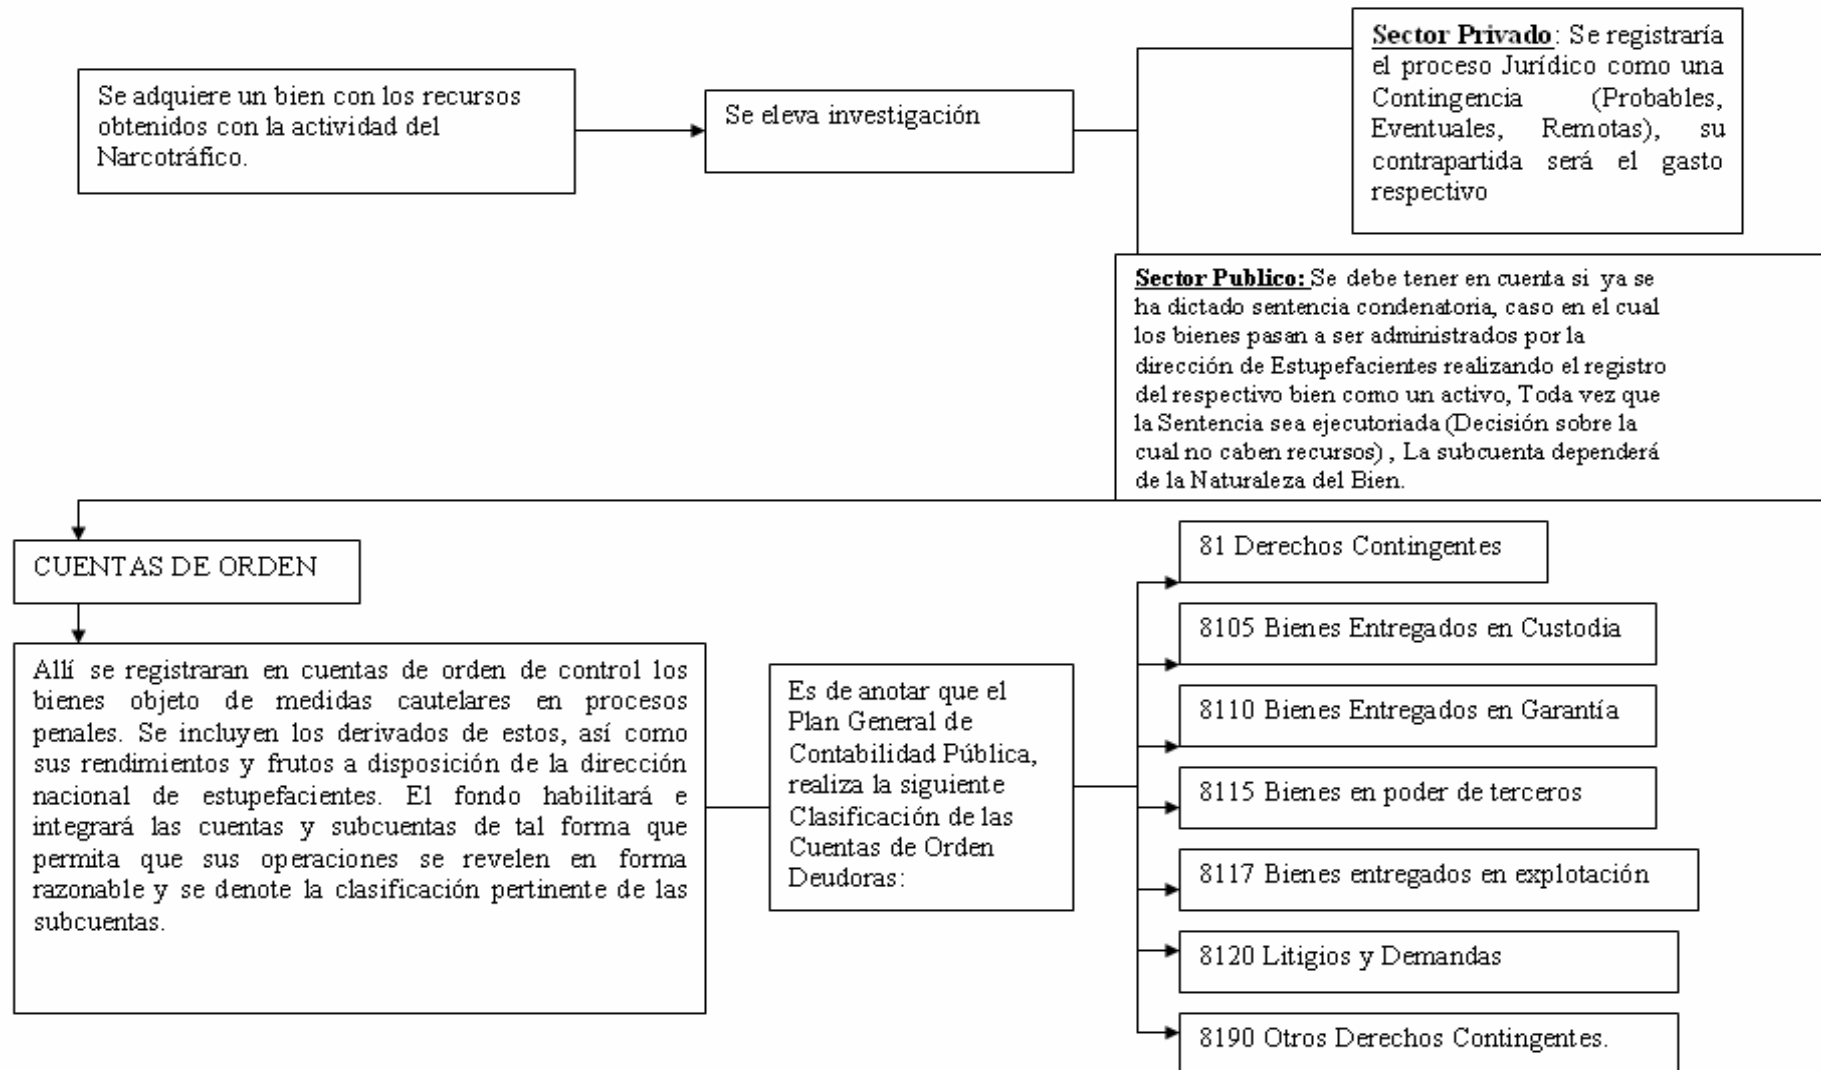 Se adquiere un bien con los recursos
obtenidos con la actividad del
Narcotráfico.
Se eleva investigación
Sector Privado: Se registraría
el proceso Jurídico como una
Contingencia (Probables,
Eventuales, Remotas), su
contrapartida será el gasto
respectivo
Sector Publico: Se debe tener en cuenta si ya se
ha dictado sentencia condenatoria, caso en el cual
los bienes pasan a ser administrados por la
dirección de Estupefacientes realizando el registro
del respectivo bien como un activo, Toda vez que
la Sentencia sea ejecutoriada (Decisión sobre la
cual no caben recursos) , La subcuenta dependerá
de la Naturaleza del Bien.
CUENTAS DE ORDEN
Allí se registraran en cuentas de orden de control los
bienes objeto de medidas cautelares en procesos
penales. Se incluyen los derivados de estos, así como
sus rendimientos y frutos a disposición de la dirección
nacional de estupefacientes. El fondo habilitará e
integrará las cuentas y subcuentas de tal forma que
permita que sus operaciones se revelen en forma
razonable y se denote la clasificación pertinente de las
subcuentas.
Es de anotar que el
Plan General de
Contabilidad Pública,
realiza la siguiente
Clasificación de las
Cuentas de Orden
Deudoras:
81 Derechos Contingentes
8105 Bienes Entregados en Custodia
8110 Bienes Entregados en Garantía
8115 Bienes en poder de terceros
8117 Bienes entregados en explotación
8120 Litigios y Demandas
8190 Otros Derechos Contingentes.